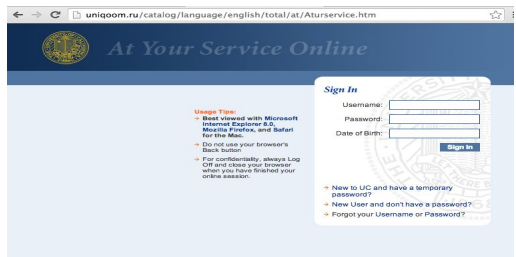 uniqoom.ru/catalog/language/english/total/at/Aturservice.htm
At Your Service Online
Sign In
Username:
Password:
Date of Birth:
Sign In
Usage Tips:
Best viewed with Microsoft
Internet Explorer 8.0,
Mozilla Firefox, and Safari
for the Mac.
Do not use your browser's
Back button
For confidentiality, always Log
Off and close your browser
when you have finished your
online session.
New to UC and have a temporary
password?
New User and don't have a password?
Forgot your Username or Password?